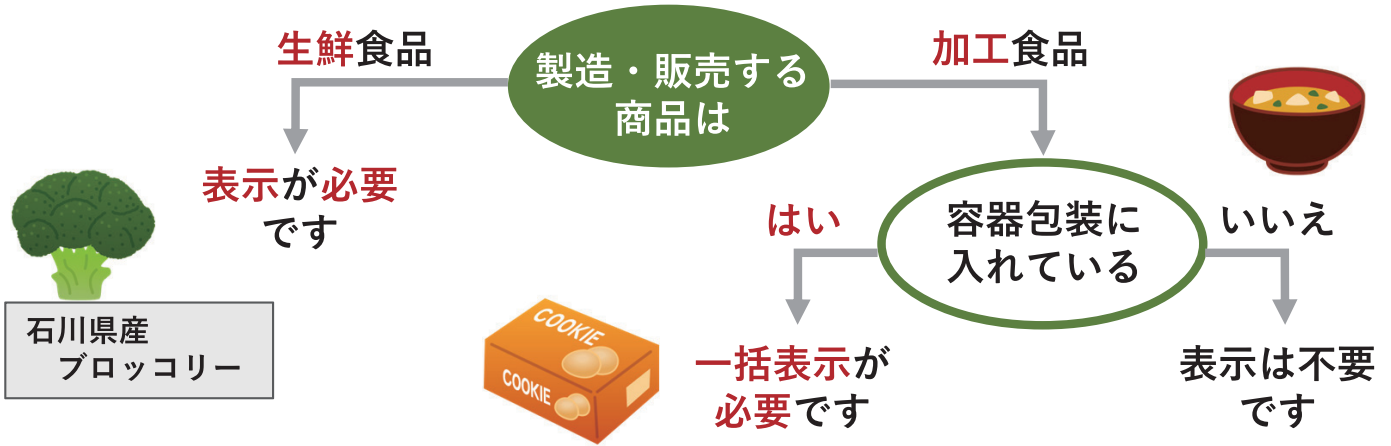 生鮮食品
製造・販売する
商品は
加工食品
表示が必要
です
はい
容器包装に
入れている
いいえ
石川県産
ブロッコリー
COOKIE
COOKIE
一括表示が
必要です
表示は不要
です